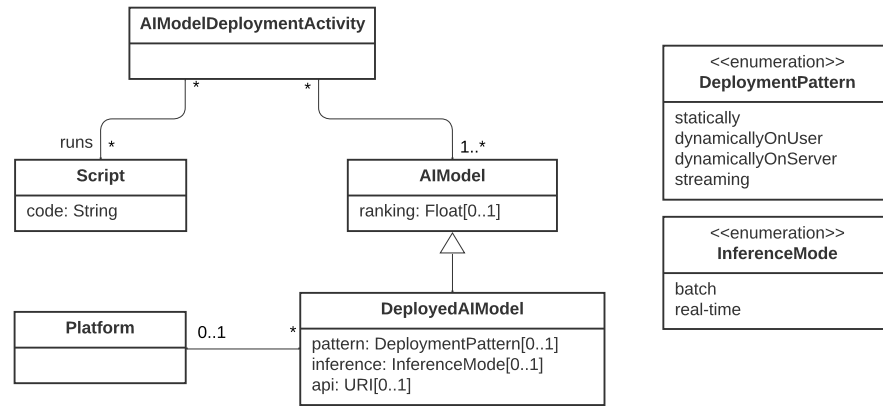 AIModelDeploymentActivity
*
*
runs
*
1..*
Script
code: String
AIModel
ranking: Float[0..1]
Platform
0..1
*
DeployedAIModel
pattern: DeploymentPattern[0..1]
inference: InferenceMode[0..1]
api: URI[0..1]
<<enumeration>>
DeploymentPattern
statically
dynamicallyOnUser
dynamicallyOnServer
streaming
<<enumeration>>
InferenceMode
batch
real-time